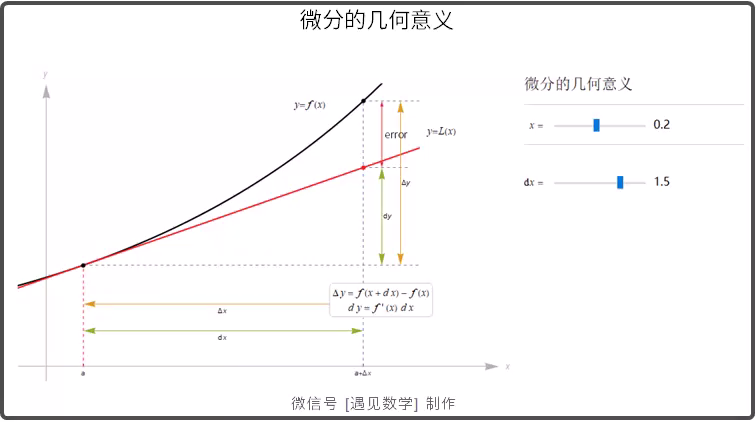 微分的几何意义
y
y=f(x)
error
y=L(x)
Δy
dy
Δy = f(x+dx) - f(x)
dy = f'(x) dx
Δx
dx
a
a+Δx
x
微分的几何意义
x = 0.2
dx = 1.5
微信号 [遇见数学] 制作